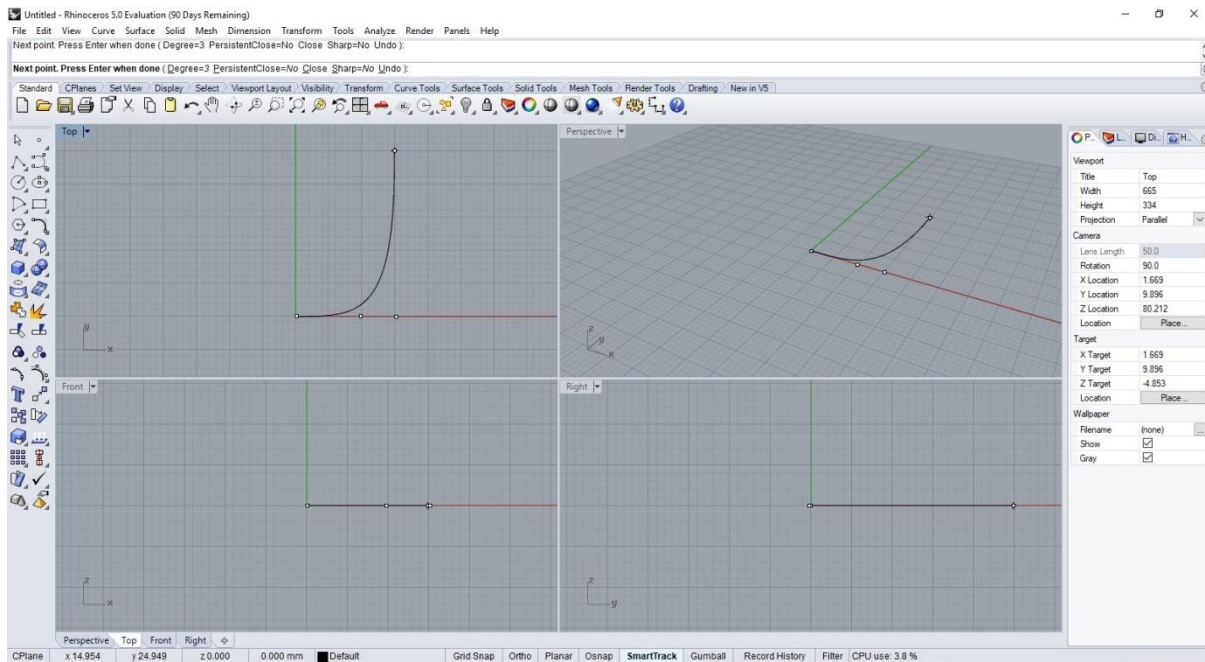 Untitled - Rhinoceros 5.0 Evaluation (90 Days Remaining)
File Edit View Curve Surface Solid Mesh Dimension Transform Tools Analyze Render Panels Help
Next point. Press Enter when done ( Degree=3 PersistentClose=No Close Sharp=No Undo ):
Next point. Press Enter when done ( Degree=3 PersistentClose=No Close Sharp=No Undo ):
Standard CPlanes Set View Display Select Viewport Layout Visibility Transform Curve Tools Surface Tools Solid Tools Mesh Tools Render Tools Drafting New in V5
Top
Perspective
P... L... Di... H...
Viewport
Title Top
Width 665
Height 334
Projection Parallel
Camera
Lens Length 50.0
Rotation 90.0
X Location 1.669
Y Location 9.896
Z Location 80.212
Location Place...
Target
X Target 1.669
Y Target 9.896
Z Target -4.853
Location Place...
Wallpaper
Filename (none) ...
Show
Gray
y
x
z
y
x
Front
Right
z
x
z
y
Perspective Top Front Right
CPlane x 14.954 y 24.949 z 0.000 0.000 mm Default Grid Snap Ortho Planar Osnap SmartTrack Gumball Record History Filter CPU use: 3.8 %